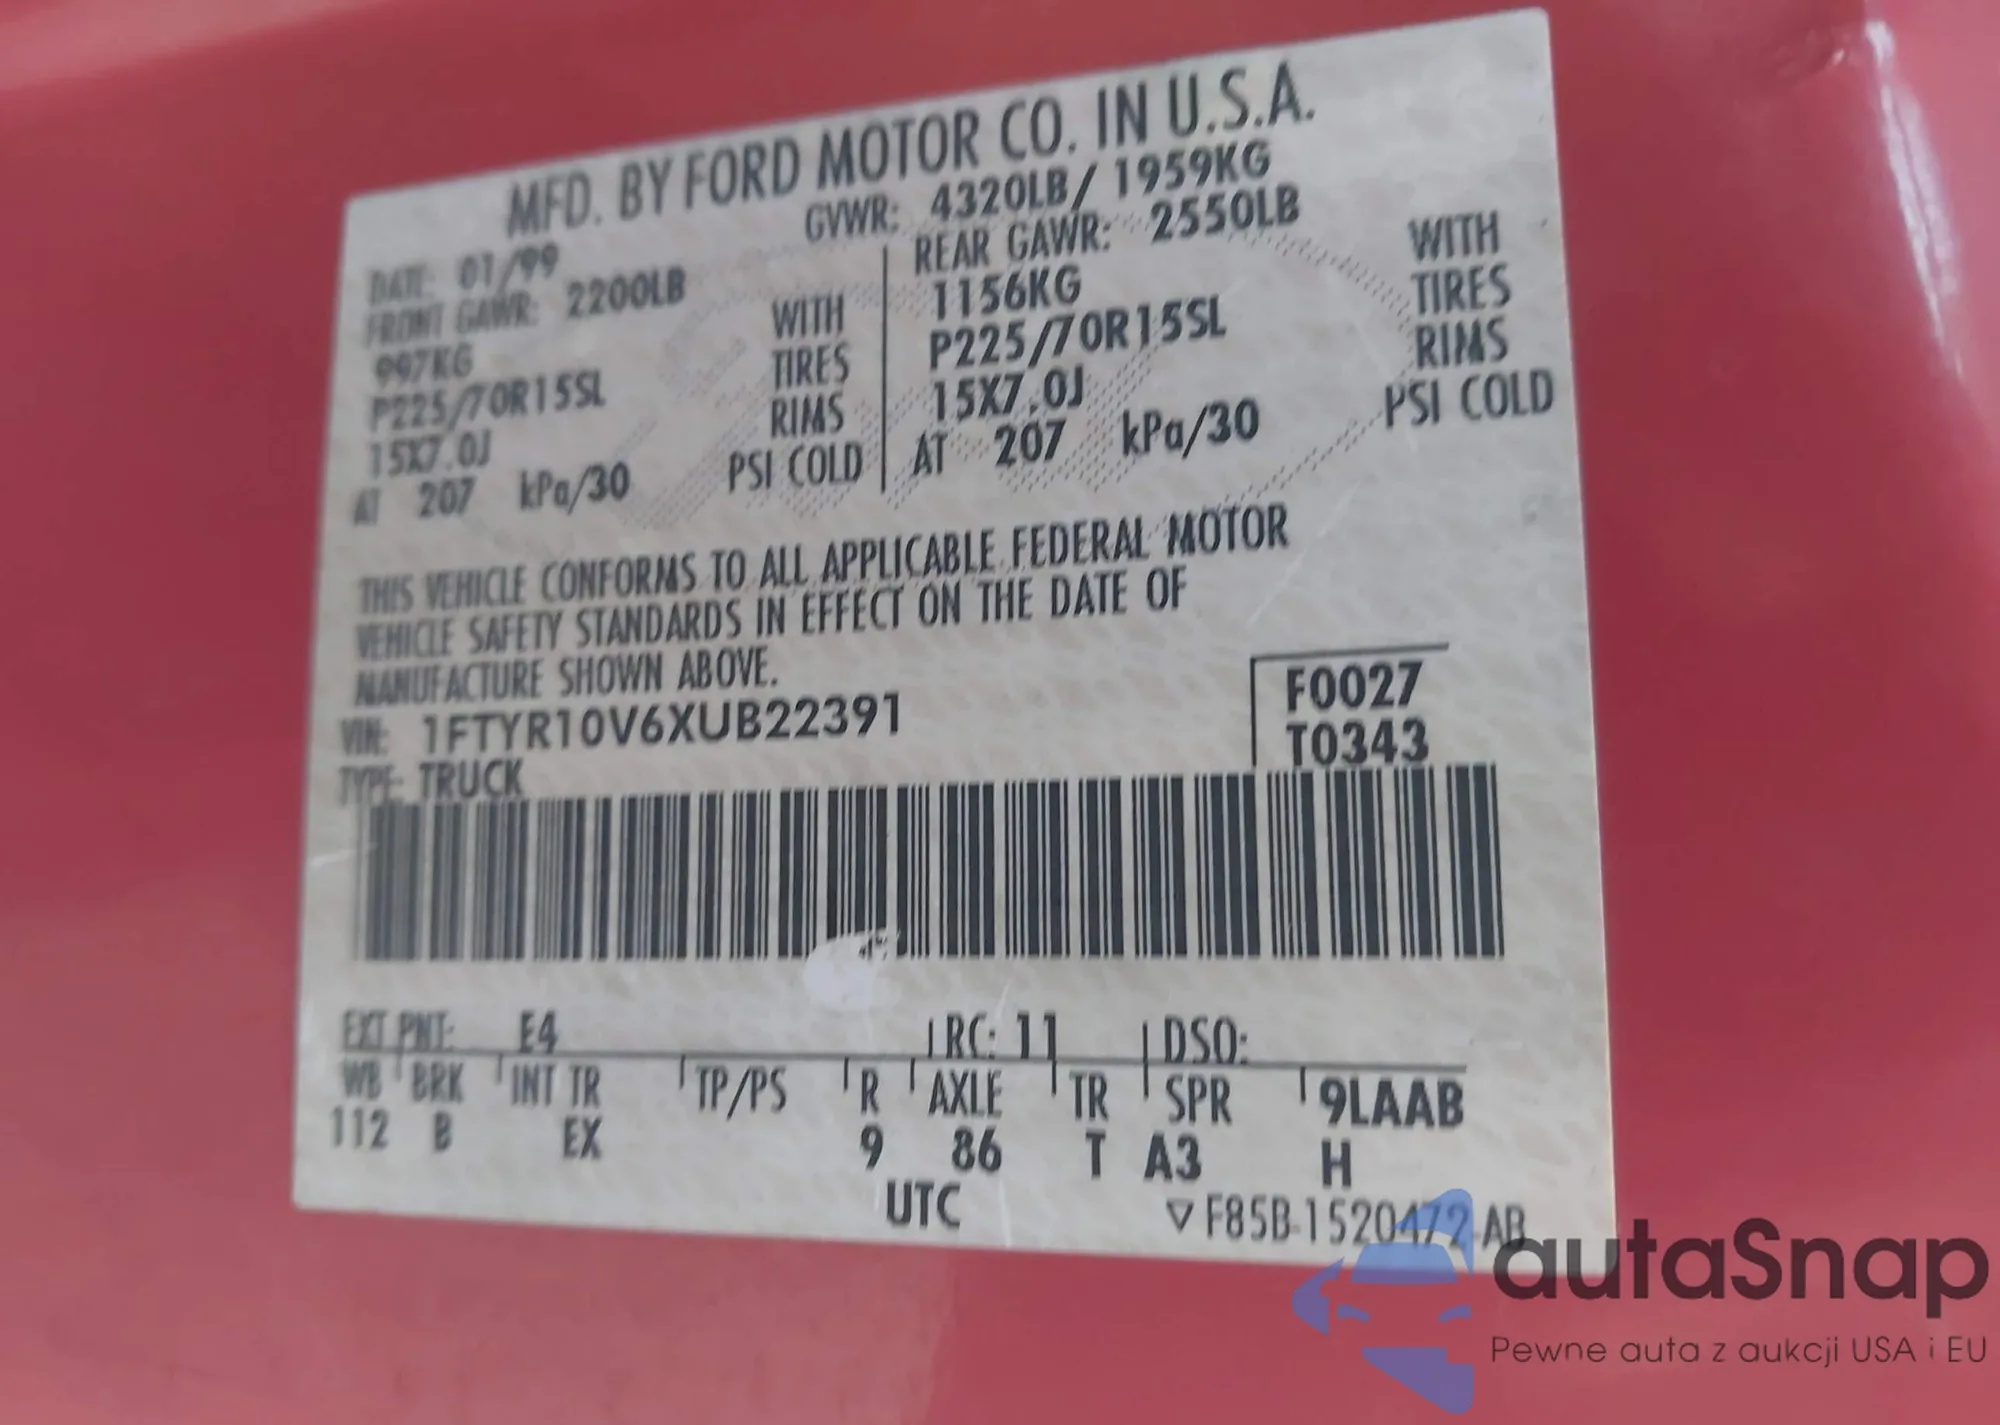 MFD. BY FORD MOTOR CO. IN U.S.A.
DATE: 01/99 GVWR: 4320LB/ 1959KG
FRONT GAWR: 2200LB REAR GAWR: 2550LB
997KG WITH 1156KG WITH
P225/70R15SL TIRES P225/70R15SL TIRES
15X7.0J RIMS 15X7.0J RIMS
AT 207 kPa/30 PSI COLD AT 207 kPa/30 PSI COLD
THIS VEHICLE CONFORMS TO ALL APPLICABLE FEDERAL MOTOR
VEHICLE SAFETY STANDARDS IN EFFECT ON THE DATE OF
MANUFACTURE SHOWN ABOVE.
VIN: 1FTYR10V6XUB22391 F0027
TYPE: TRUCK T0343
EXT PNT: E4 RC: 11 DSO:
WB BRK INT TR TP/PS R AXLE TR SPR 9LAAB
112 B EX 9 86 T A3 H
UTC ▽ F85B-1520472-AB
autaSnap
Pewne auta z aukcji USA i EU